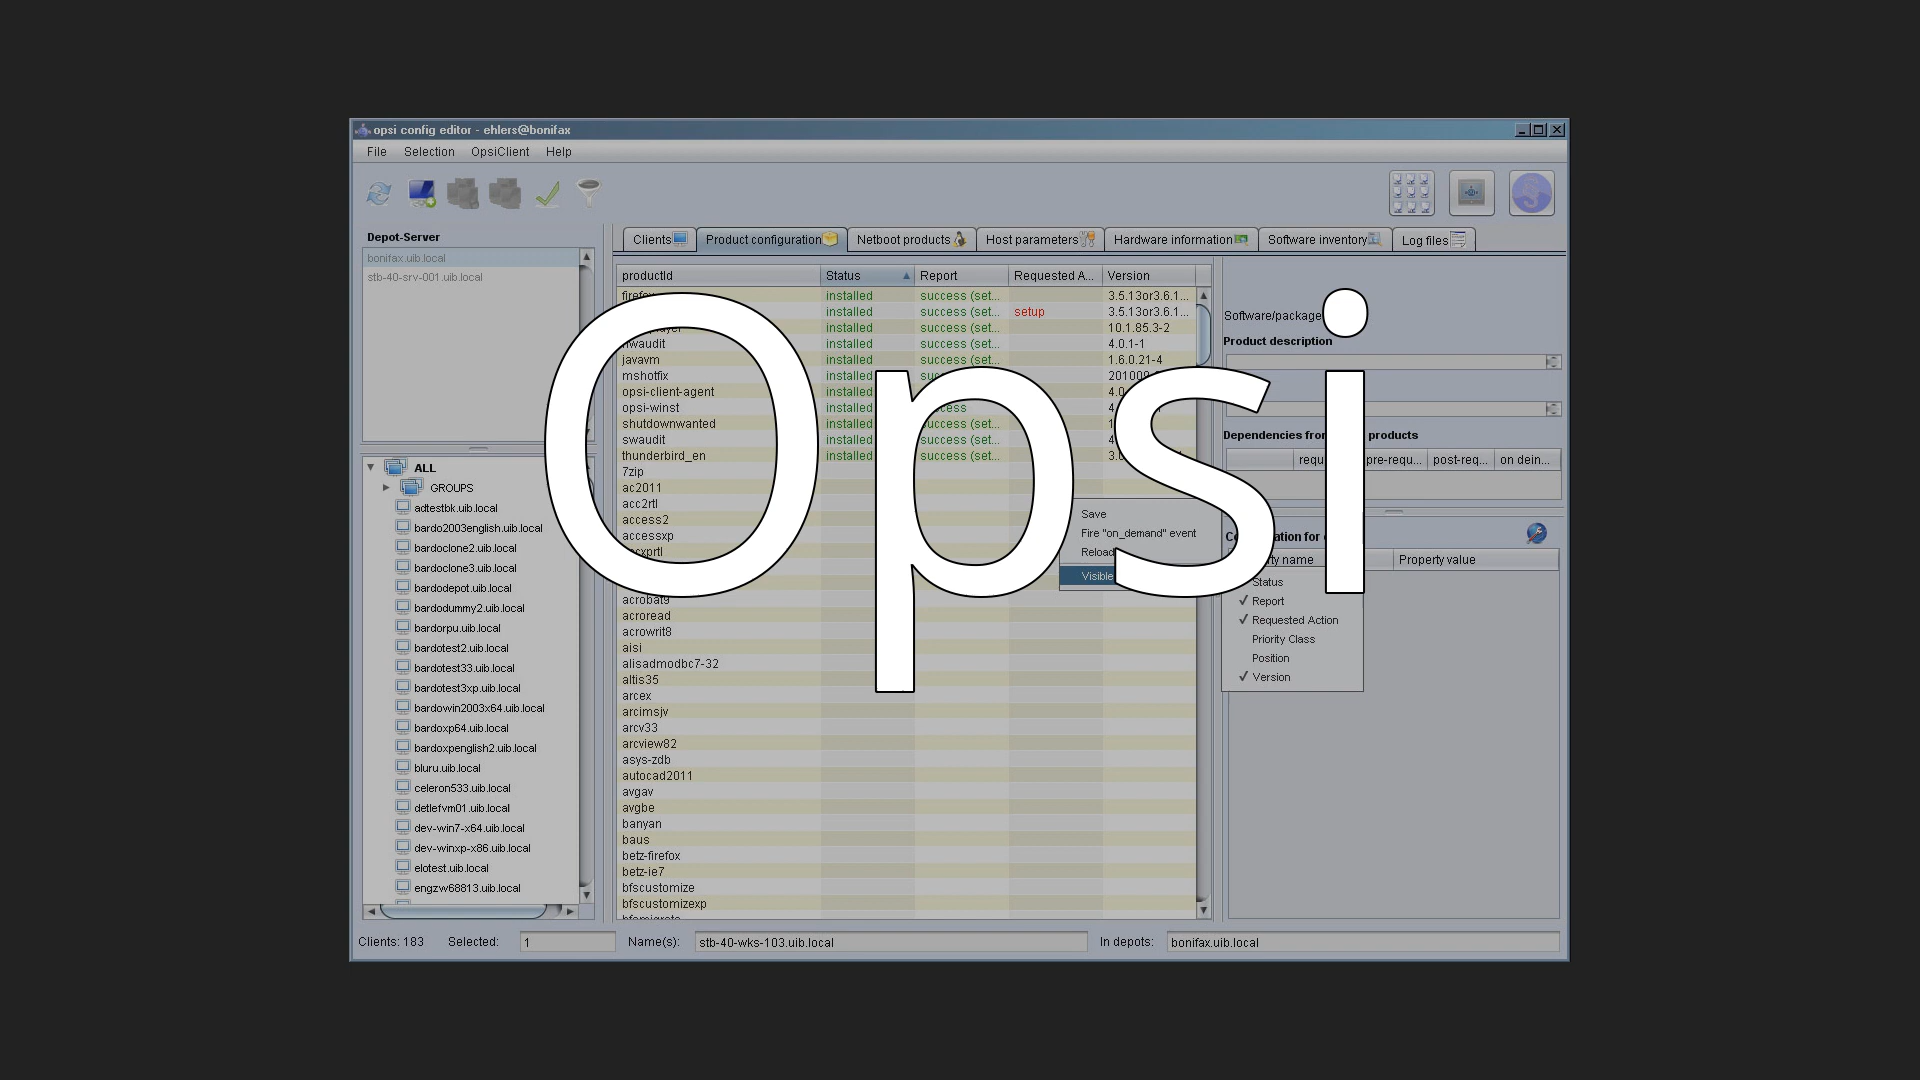 Opsi
opsi config editor - ehlers@bonifax
File Selection OpsiClient Help
Depot-Server
bonifax.uib.local
stb-40-srv-001.uib.local
ALL
GROUPS
adtestbk.uib.local
bardo2003english.uib.local
bardoclone2.uib.local
bardoclone3.uib.local
bardodepot.uib.local
bardodummy2.uib.local
bardorpu.uib.local
bardotest2.uib.local
bardotest33.uib.local
bardotest3xp.uib.local
bardowin2003x64.uib.local
bardoxp64.uib.local
bardoxpenglish2.uib.local
bluru.uib.local
celeron533.uib.local
detlefvm01.uib.local
dev-win7-x64.uib.local
dev-winxp-x86.uib.local
elotest.uib.local
engzw68813.uib.local
Clients Product configuration Netboot products Host parameters Hardware information Software inventory Log files
productId Status Report Requested A... Version
firefox installed success (set... 3.5.13or3.6.1...
installed success (set... setup 3.5.13or3.6.1...
installed success (set... 10.1.85.3-2
hwaudit installed success (set... 4.0.1-1
javavm installed success (set... 1.6.0.21-4
mshotfix installed
opsi-client-agent installed
opsi-winst installed
shutdownwanted installed success (set...
swaudit installed success (set...
thunderbird_en installed success (set...
7zip
ac2011
acc2rtl
access2
accessxp
acrobat9
acroread
acrowrit8
aisi
alisadmodbc7-32
altis35
arcex
arcimsjv
arcv33
arcview82
asys-zdb
autocad2011
avgav
avgbe
banyan
baus
betz-firefox
betz-ie7
bfscustomize
bfscustomizexp
Save
Fire "on_demand" event
Reload
Visible
Status
Report
Requested Action
Priority Class
Position
Version
Software/package
Product description
Dependencies from products
pre-requ... post-req... on dein...
Property value
Clients: 183 Selected: 1 Name(s): stb-40-wks-103.uib.local In depots: bonifax.uib.local